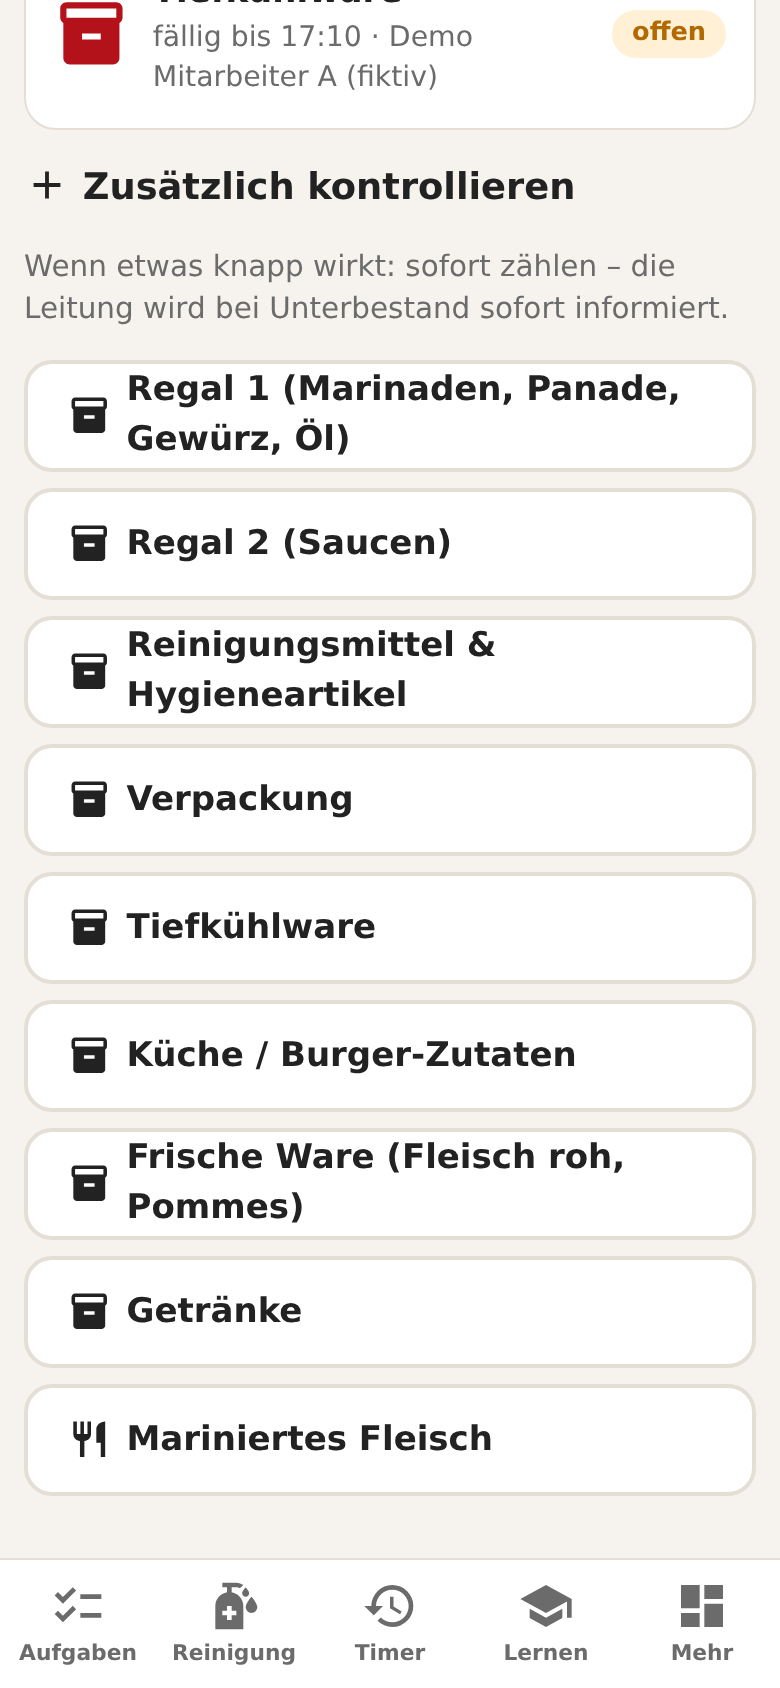 fällig bis 17:10 · Demo
Mitarbeiter A (fiktiv)
offen
+ Zusätzlich kontrollieren
Wenn etwas knapp wirkt: sofort zählen – die
Leitung wird bei Unterbestand sofort informiert.
Regal 1 (Marinaden, Panade,
Gewürz, Öl)
Regal 2 (Saucen)
Reinigungsmittel &
Hygieneartikel
Verpackung
Tiefkühlware
Küche / Burger-Zutaten
Frische Ware (Fleisch roh,
Pommes)
Getränke
Mariniertes Fleisch
Aufgaben
Reinigung
Timer
Lernen
Mehr